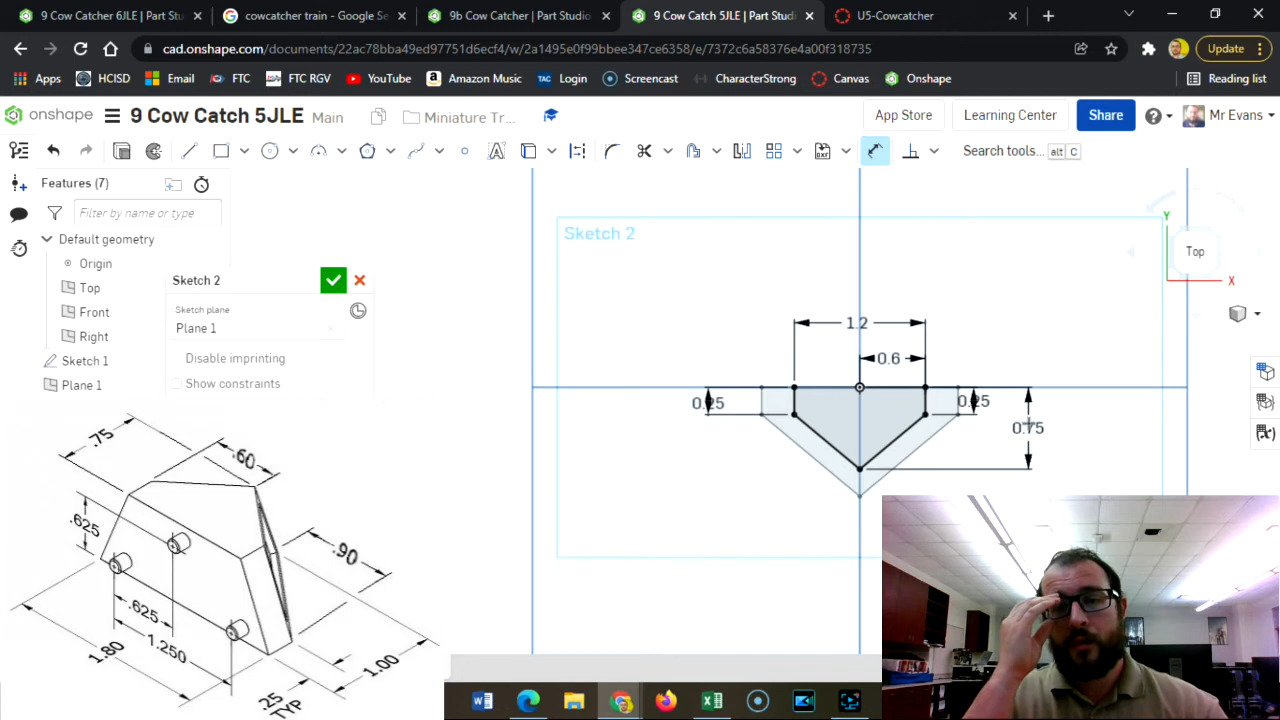 9 Cow Catcher 6JLE | Part Stu
cowcatcher train - Google Se
9b Cow Catcher | Part Studio
9 Cow Catch 5JLE | Part Studi
U5-Cowcatcher
cad.onshape.com/documents/22ac78bba49ed97751d6ecf4/w/2a1495e0f99bbee347ce6358/e/7372c6a58376e4a00f318735
Update
Apps
HCISD
Email
FTC
FTC RGV
YouTube
Amazon Music
TAC Login
Screencast
CharacterStrong
Canvas
Onshape
Reading list
onshape
9 Cow Catch 5JLE Main
Miniature Tr...
App Store
Learning Center
Share
Mr Evans
Search tools... alt C
Features (7)
Filter by name or type
Default geometry
Origin
Top
Front
Right
Sketch 1
Plane 1
Sketch 2
Sketch plane
Plane 1
Disable imprinting
Show constraints
Sketch 2
1.2
0.6
0.25
0.25
0.75
Y
Top
X
.75
.60
.625
.90
.625
1.250
1.80
1.00
.25
TYP